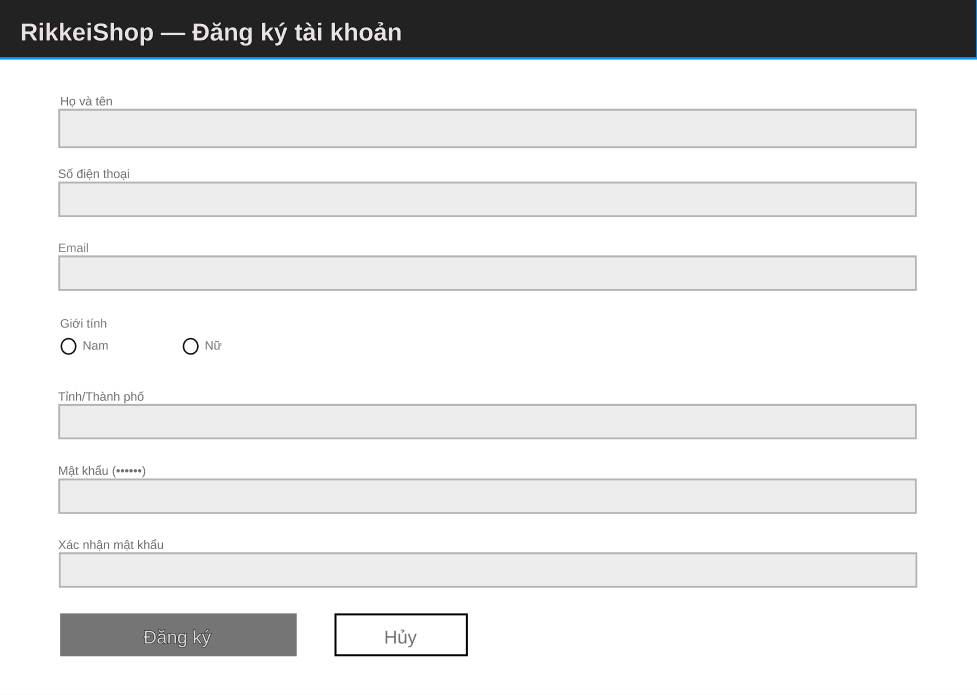 RikkeiShop — Đăng ký tài khoản
Họ và tên
Số điện thoại
Email
Giới tính
Nam
Nữ
Tỉnh/Thành phố
Mật khẩu (••••••)
Xác nhận mật khẩu
Đăng ký
Hủy